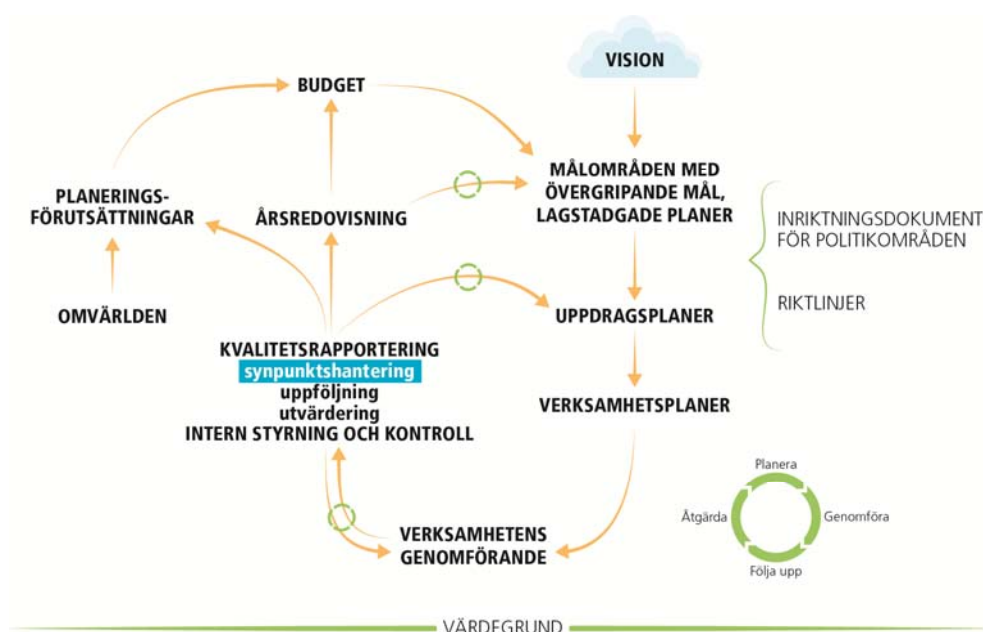 VISION
BUDGET
MÅLOMRÅDEN MED
ÖVERGRIPANDE MÅL,
LAGSTADGADE PLANER
PLANERINGS-
FÖRUTSÄTTNINGAR
ÅRSREDOVISNING
INRIKTNINGSDOKUMENT
FÖR POLITIKOMRÅDEN
RIKTLINJER
OMVÄRLDEN
UPPDRAGSPLANER
KVALITETSRAPPORTERING
synpunktshantering
uppföljning
utvärdering
INTERN STYRNING OCH KONTROLL
VERKSAMHETSPLANER
Planera
Åtgärda
Genomföra
Följa upp
VERKSAMHETENS
GENOMFÖRANDE
VÄRDEGRUND